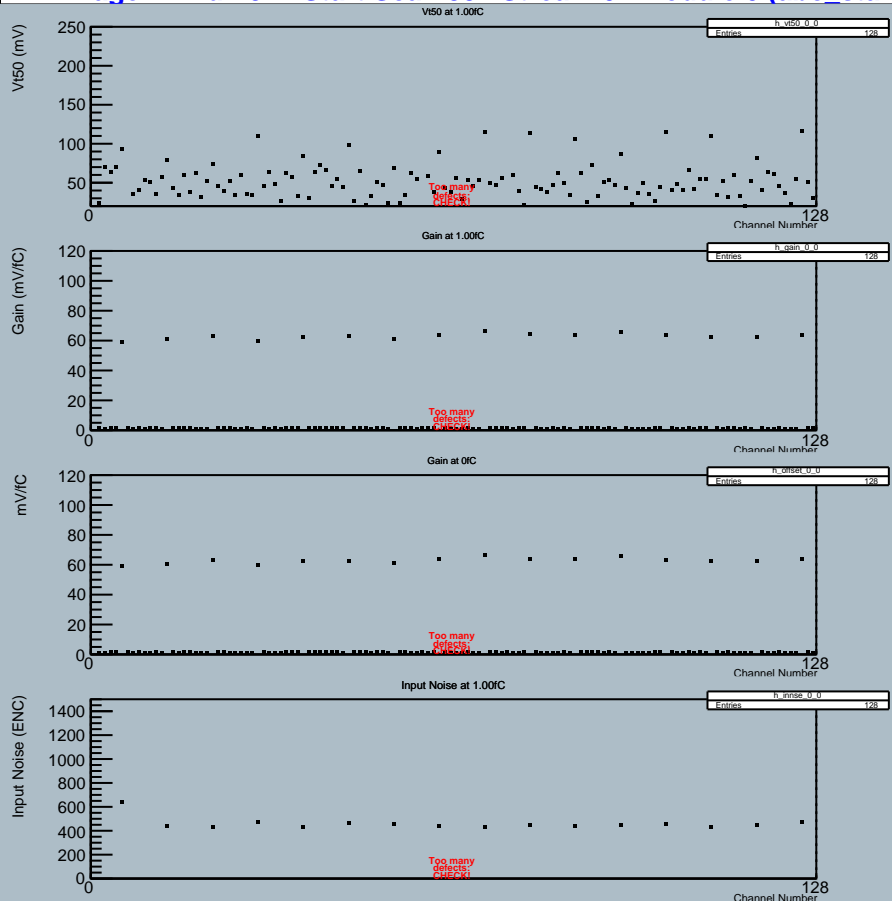 Vt50 at 1.00fC
h_vt50_0_0
Entries 128
Vt50 (mV)
250
200
150
100
50
Too many
defects:
CHECK!
0
128
Channel Number
Gain at 1.00fC
h_gain_0_0
Entries 128
Gain (mV/fC)
120
100
80
60
40
20
0
Too many
defects:
CHECK!
0
128
Channel Number
Gain at 0fC
h_offset_0_0
Entries 128
mV/fC
120
100
80
60
40
20
0
Too many
defects:
CHECK!
0
128
Channel Number
Input Noise at 1.00fC
h_innse_0_0
Entries 128
Input Noise (ENC)
1400
1200
1000
800
600
400
200
0
Too many
defects:
CHECK!
0
128
Channel Number